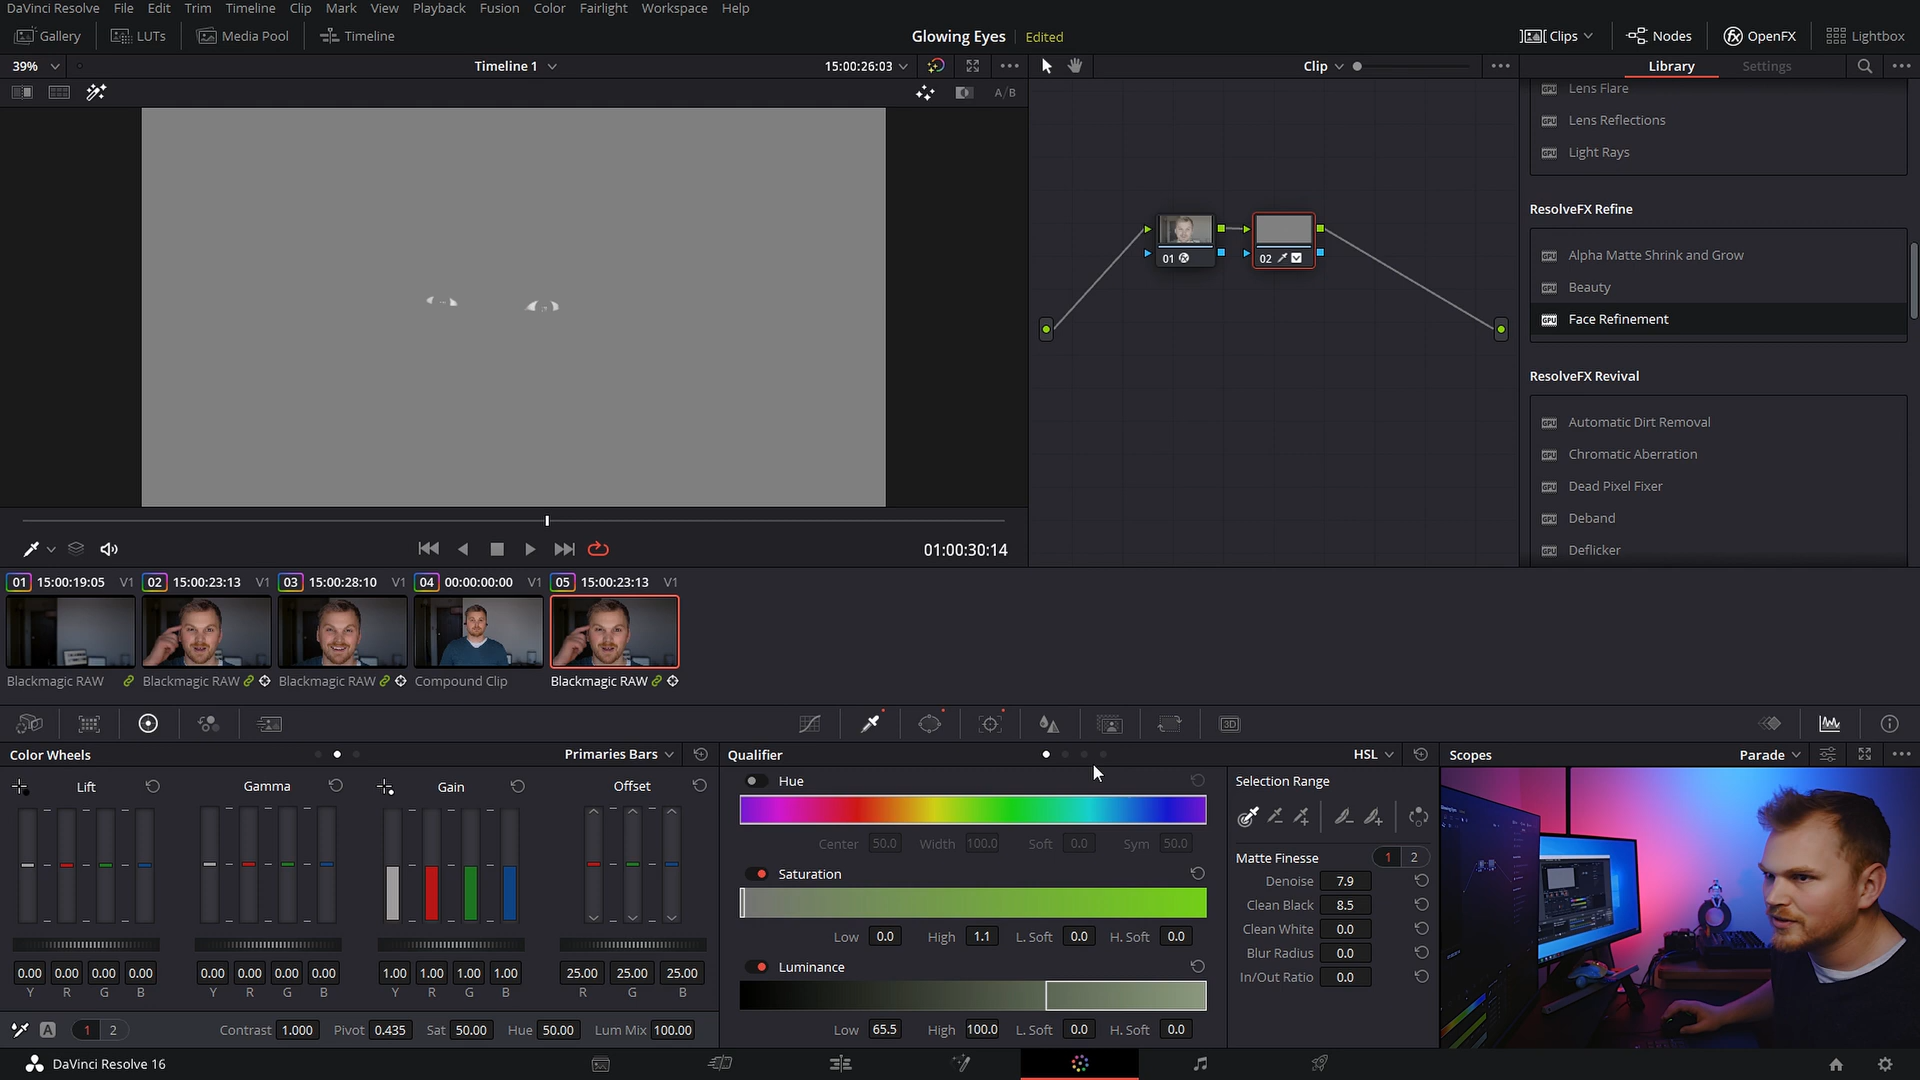 DaVinci Resolve File Edit Trim Timeline Clip Mark View Playback Fusion Color Fairlight Workspace Help
Gallery LUTs Media Pool Timeline Glowing Eyes Edited Clips Nodes OpenFX Lightbox
39% Timeline 1 15:00:26:03 Clip Library Settings
A/B
Lens Flare
Lens Reflections
Light Rays
ResolveFX Refine
Alpha Matte Shrink and Grow
Beauty
Face Refinement
ResolveFX Revival
Automatic Dirt Removal
Chromatic Aberration
Dead Pixel Fixer
Deband
Deflicker
01
02
01:00:30:14
01 15:00:19:05 V1 02 15:00:23:13 V1 03 15:00:28:10 V1 04 00:00:00:00 V1 05 15:00:23:13 V1
Blackmagic RAW Blackmagic RAW Blackmagic RAW Compound Clip Blackmagic RAW
3D
Color Wheels Primaries Bars Qualifier HSL Scopes Parade
Lift Gamma Gain Offset
0.00 0.00 0.00 0.00 0.00 0.00 0.00 0.00 1.00 1.00 1.00 1.00 25.00 25.00 25.00
Y R G B Y R G B Y R G B R G B
A 1 2 Contrast 1.000 Pivot 0.435 Sat 50.00 Hue 50.00 Lum Mix 100.00
Hue
Center 50.0 Width 100.0 Soft 0.0 Sym 50.0
Saturation
Low 0.0 High 1.1 L. Soft 0.0 H. Soft 0.0
Luminance
Low 65.5 High 100.0 L. Soft 0.0 H. Soft 0.0
Selection Range
Matte Finesse 1 2
Denoise 7.9
Clean Black 8.5
Clean White 0.0
Blur Radius 0.0
In/Out Ratio 0.0
DaVinci Resolve 16